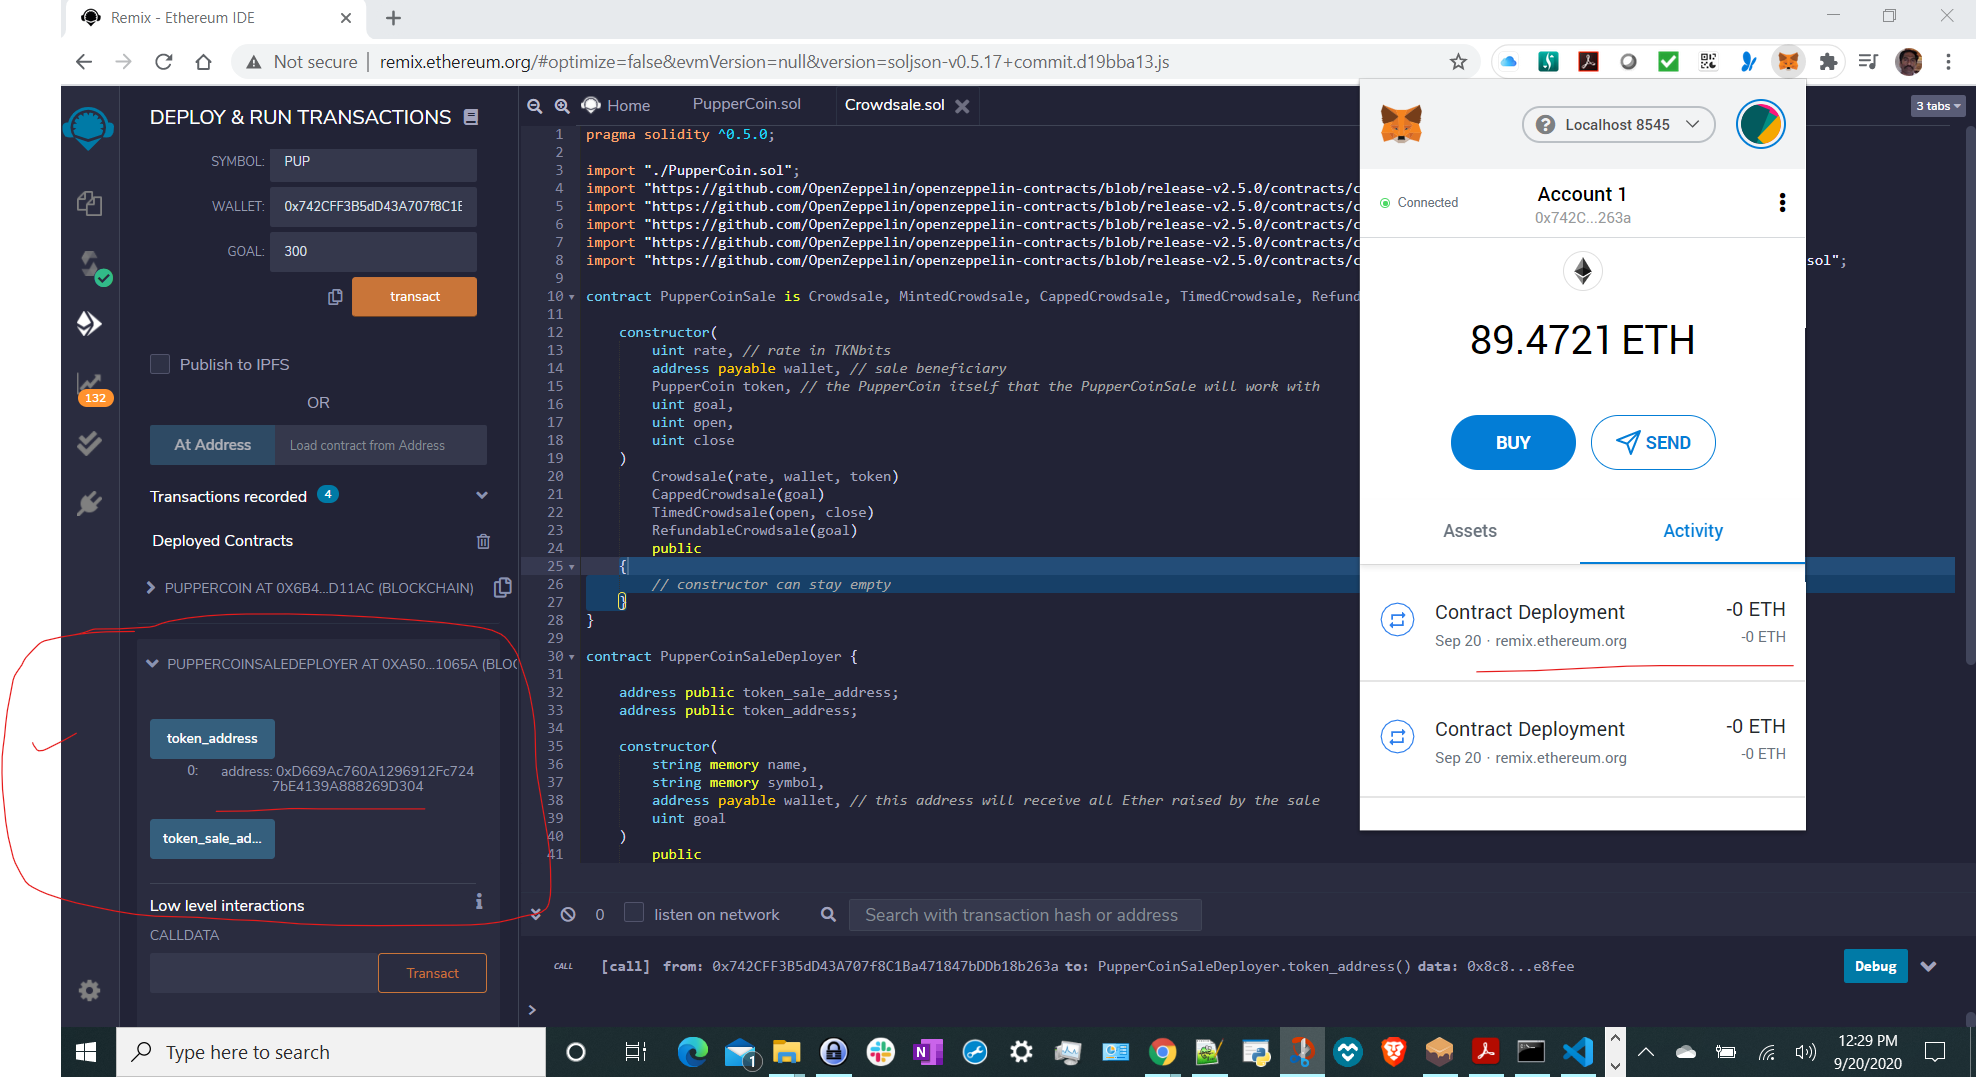 Remix - Ethereum IDE
Not secure | remix.ethereum.org/#optimize=false&evmVersion=null&version=soljson-v0.5.17+commit.d19bba13.js
DEPLOY & RUN TRANSACTIONS
SYMBOL: PUP
WALLET: 0x742CFF3B5dD43A707f8C1E
GOAL: 300
transact
Publish to IPFS
OR
At Address Load contract from Address
Transactions recorded 4
Deployed Contracts
PUPPERCOIN AT 0X6B4...D11AC (BLOCKCHAIN)
PUPPERCOINSALEDEPLOYER AT 0XA50...1065A (BLOC
token_address
0: address: 0xD669Ac760A1296912Fc724
7bE4139A888269D304
token_sale_ad...
Low level interactions
CALLDATA
Transact
132
Home PupperCoin.sol Crowdsale.sol
3 tabs
1 pragma solidity ^0.5.0;
2
3 import "./PupperCoin.sol";
4 import "https://github.com/OpenZeppelin/openzeppelin-contracts/blob/release-v2.5.0/contracts/c
5 import "https://github.com/OpenZeppelin/openzeppelin-contracts/blob/release-v2.5.0/contracts/c
6 import "https://github.com/OpenZeppelin/openzeppelin-contracts/blob/release-v2.5.0/contracts/c
7 import "https://github.com/OpenZeppelin/openzeppelin-contracts/blob/release-v2.5.0/contracts/c
8 import "https://github.com/OpenZeppelin/openzeppelin-contracts/blob/release-v2.5.0/contracts/c sol";
9
10 contract PupperCoinSale is Crowdsale, MintedCrowdsale, CappedCrowdsale, TimedCrowdsale, Refund
11
12 constructor(
13 uint rate, // rate in TKNbits
14 address payable wallet, // sale beneficiary
15 PupperCoin token, // the PupperCoin itself that the PupperCoinSale will work with
16 uint goal,
17 uint open,
18 uint close
19 )
20 Crowdsale(rate, wallet, token)
21 CappedCrowdsale(goal)
22 TimedCrowdsale(open, close)
23 RefundableCrowdsale(goal)
24 public
25 {
26 // constructor can stay empty
27 }
28 }
29
30 contract PupperCoinSaleDeployer {
31
32 address public token_sale_address;
33 address public token_address;
34
35 constructor(
36 string memory name,
37 string memory symbol,
38 address payable wallet, // this address will receive all Ether raised by the sale
39 uint goal
40 )
41 public
0 listen on network Search with transaction hash or address
CALL [call] from: 0x742CFF3B5dD43A707f8C1Ba471847bDDb18b263a to: PupperCoinSaleDeployer.token_address() data: 0x8c8...e8fee
Debug
>
Localhost 8545
Connected
Account 1
0x742C...263a
89.4721 ETH
BUY SEND
Assets Activity
Contract Deployment -0 ETH
Sep 20 · remix.ethereum.org -0 ETH
Contract Deployment -0 ETH
Sep 20 · remix.ethereum.org -0 ETH
Type here to search
1
12:29 PM
9/20/2020